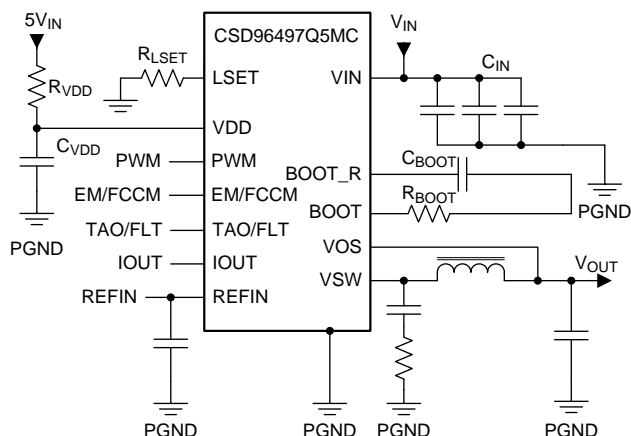 5VIN
CSD96497Q5MC
VIN
RLSET
LSET
VIN
CIN
RVDD
VDD
CVDD
PWM
PWM
BOOT_R
CBOOT
EM/FCCM
EM/FCCM
BOOT
RBOOT
PGND
PGND
TAO/FLT
TAO/FLT
VOS
IOUT
IOUT
VSW
VOUT
REFIN
REFIN
PGND
PGND
PGND
PGND